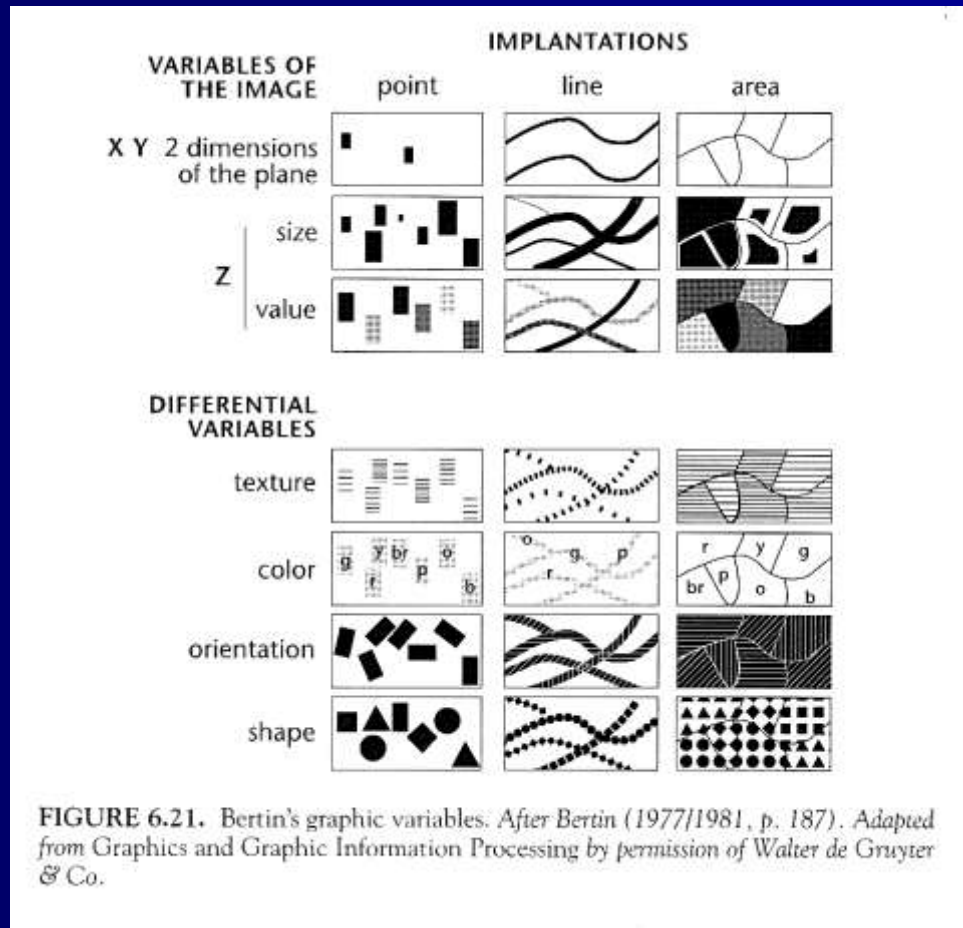 IMPLANTATIONS
VARIABLES OF
THE IMAGE
point line area
X Y 2 dimensions
of the plane
size
Z
value
DIFFERENTIAL
VARIABLES
texture
color
g y br p o b
o g p r
r y g
br p o b
orientation
shape
FIGURE 6.21. Bertin's graphic variables. After Bertin (1977/1981, p. 187). Adapted
from Graphics and Graphic Information Processing by permission of Walter de Gruyter
& Co.